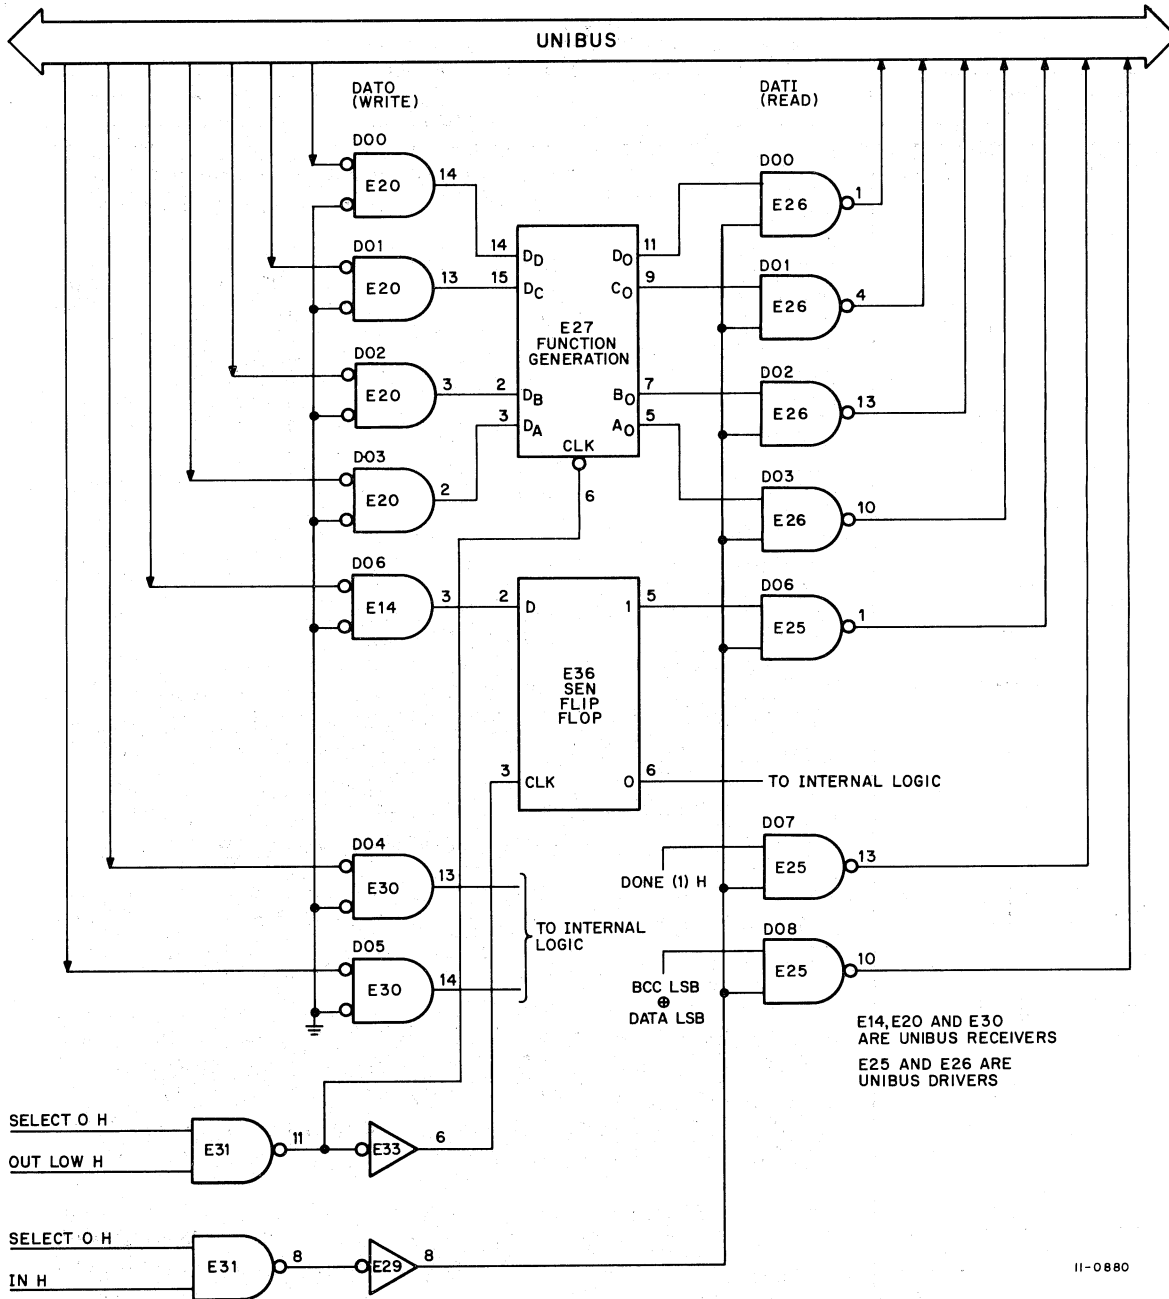 UNIBUS
DATO
(WRITE)
DATI
(READ)
D00
E20
14
D01
E20
13
D02
E20
3
D03
E20
2
D06
E14
3
14 DD
15 DC
2 DB
3 DA
E27
FUNCTION
GENERATION
CLK
6
DO 11
CO 9
BO 7
AO 5
D00
E26
1
D01
E26
4
D02
E26
13
D03
E26
10
D06
E25
1
2 D
1 5
E36
SEN
FLIP
FLOP
3 CLK
0 6
TO INTERNAL LOGIC
D04
E30
13
D05
E30
14
TO INTERNAL
LOGIC
D07
E25
13
DONE (1) H
D08
E25
10
BCC LSB
⊕
DATA LSB
E14,E20 AND E30
ARE UNIBUS RECEIVERS
E25 AND E26 ARE
UNIBUS DRIVERS
SELECT 0 H
OUT LOW H
E31
11
E33
6
SELECT 0 H
IN H
E31
8
E29
8
11-0880